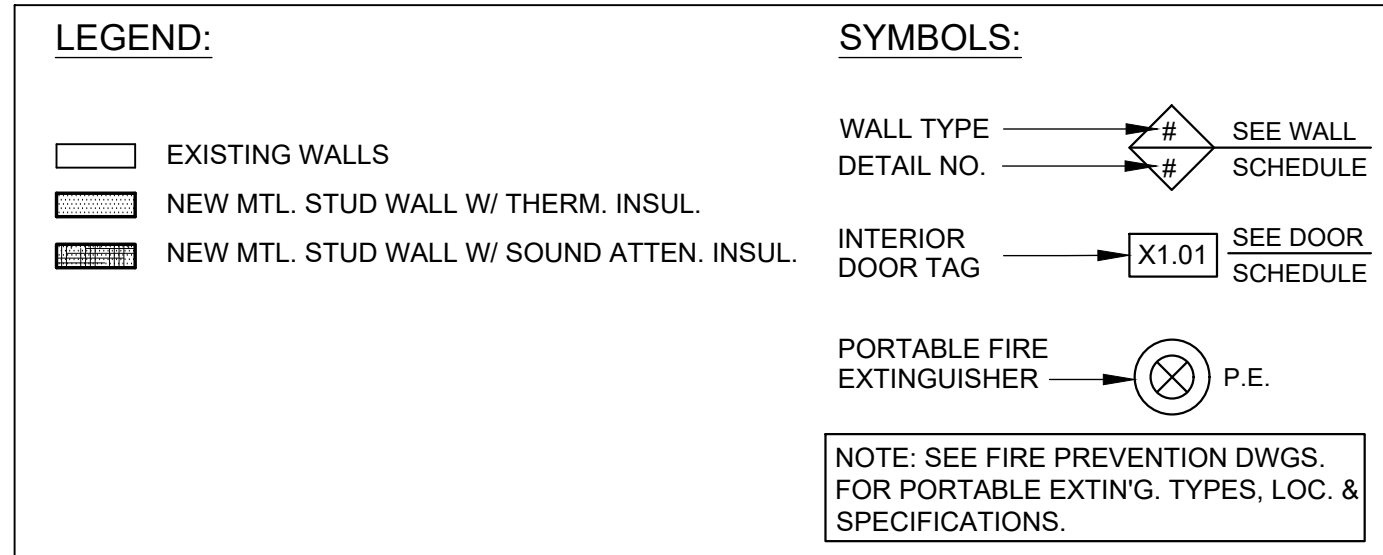 LEGEND:
EXISTING WALLS
NEW MTL. STUD WALL W/ THERM. INSUL.
NEW MTL. STUD WALL W/ SOUND ATTEN. INSUL.
SYMBOLS:
WALL TYPE # SEE WALL
DETAIL NO. # SCHEDULE
INTERIOR
DOOR TAG
X1.01
SEE DOOR
SCHEDULE
PORTABLE FIRE
EXTINGUISHER
P.E.
NOTE: SEE FIRE PREVENTION DWGS.
FOR PORTABLE EXTIN'G. TYPES, LOC. &
SPECIFICATIONS.